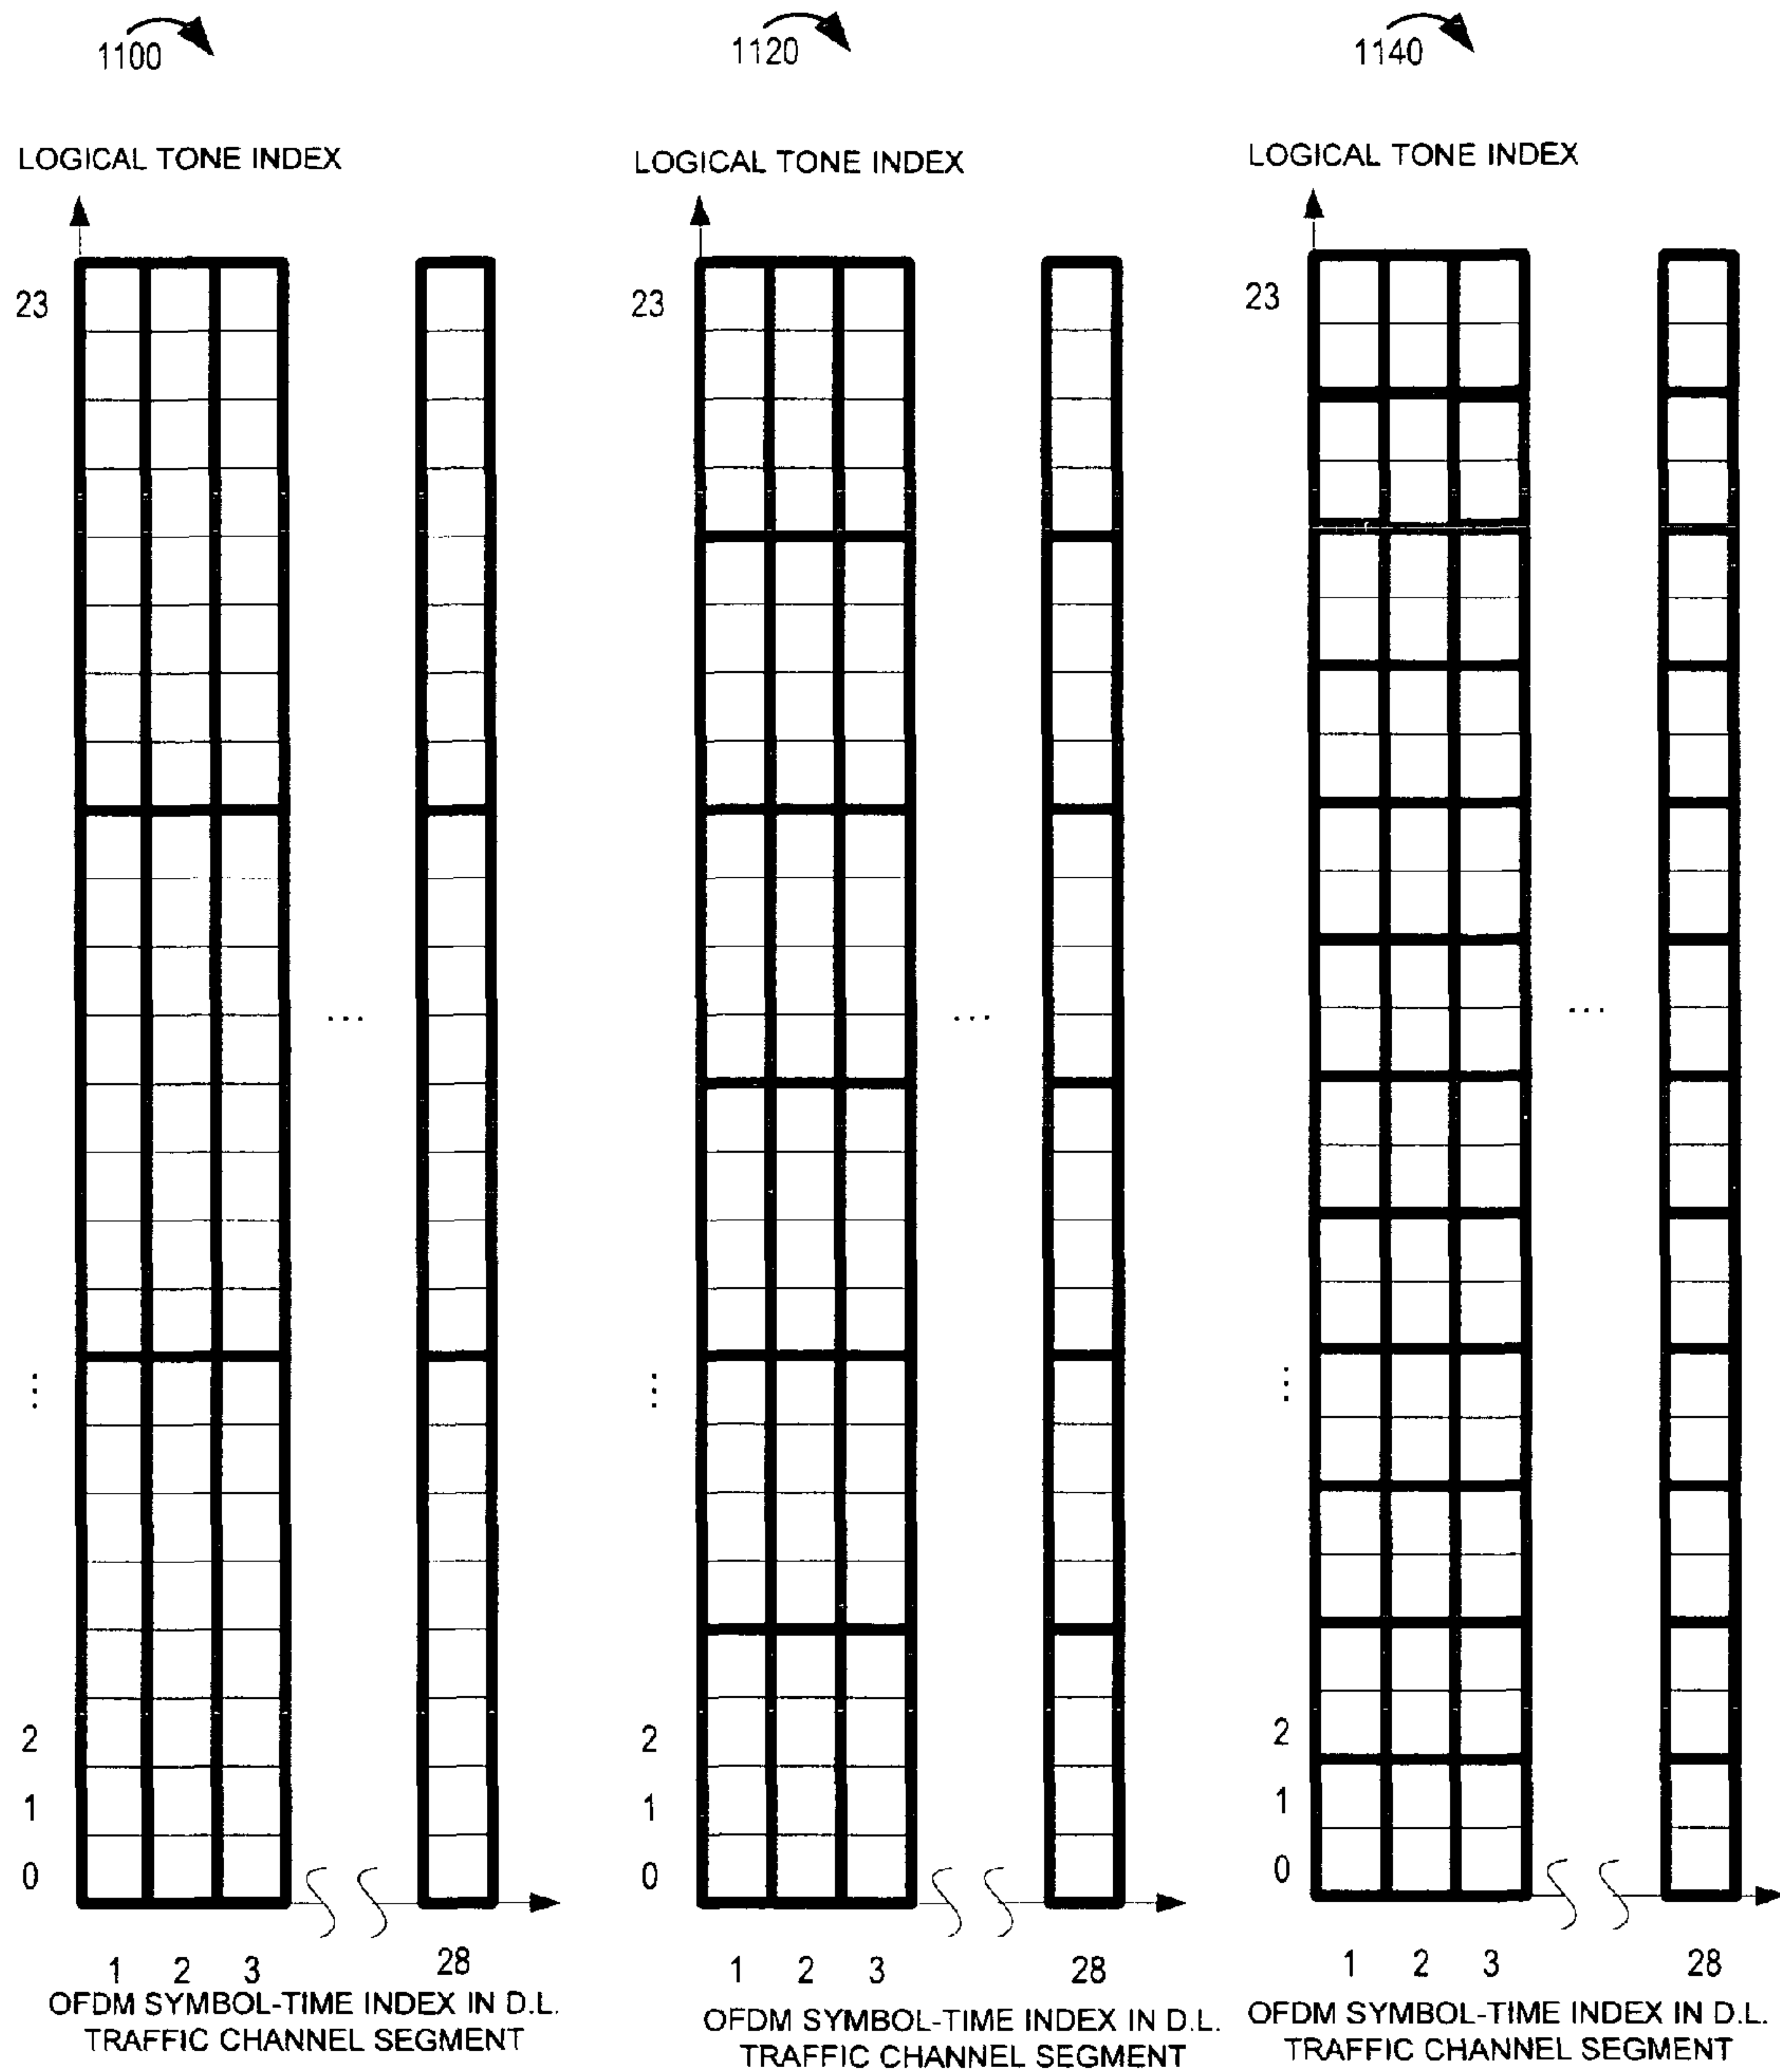 1100
1120
1140
LOGICAL TONE INDEX
LOGICAL TONE INDEX
LOGICAL TONE INDEX
23
23
23
...
...
...
⋮
⋮
⋮
2
2
2
1
1
1
0
0
0
1 2 3 28
1 2 3 28
1 2 3 28
OFDM SYMBOL-TIME INDEX IN D.L.
TRAFFIC CHANNEL SEGMENT
OFDM SYMBOL-TIME INDEX IN D.L.
TRAFFIC CHANNEL SEGMENT
OFDM SYMBOL-TIME INDEX IN D.L.
TRAFFIC CHANNEL SEGMENT